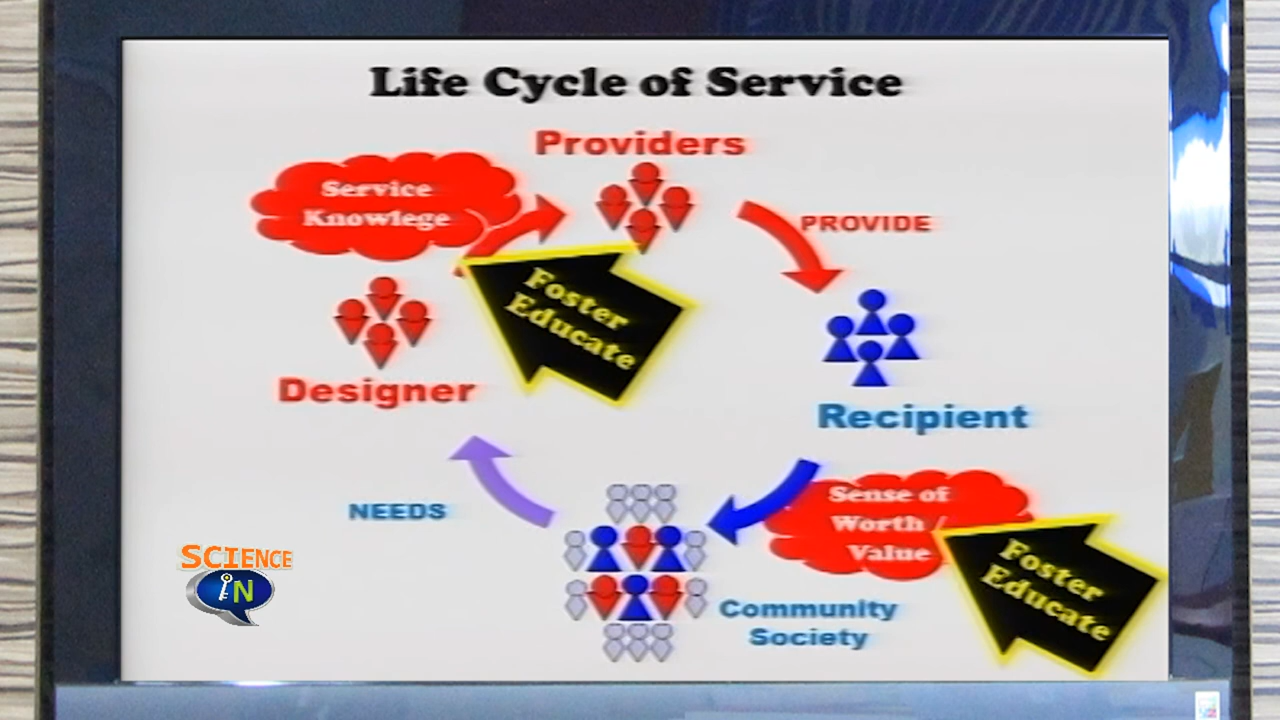 Life Cycle of Service
Providers
Service
Knowlege
PROVIDE
Foster
Educate
Designer
Recipient
NEEDS
Sense of
Worth /
Value
Foster
Educate
Community
Society
SCIENCE
iN